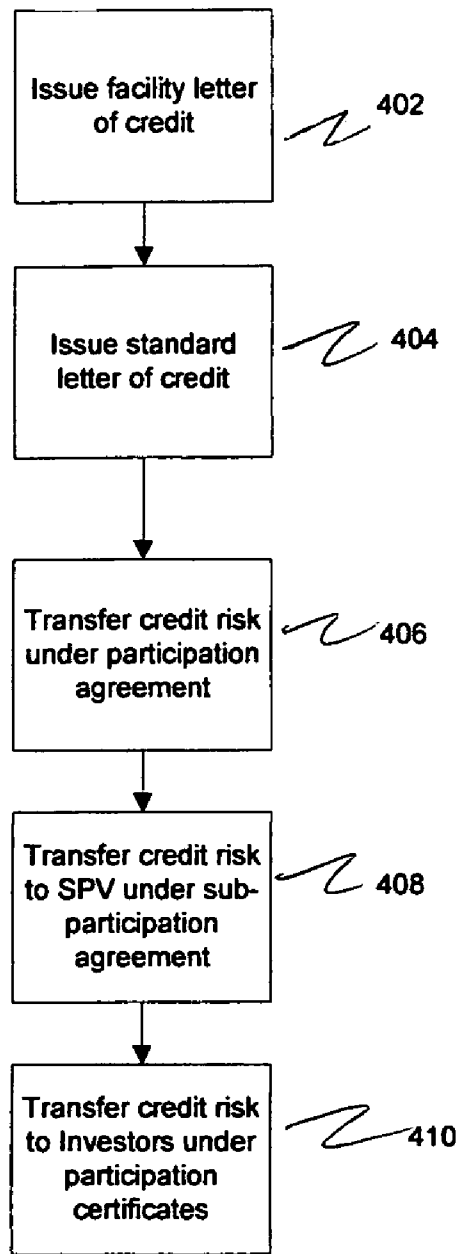 Issue facility letter
of credit
402
Issue standard
letter of credit
404
Transfer credit risk
under participation
agreement
406
Transfer credit risk
to SPV under sub-
participation
agreement
408
Transfer credit risk
to Investors under
participation
certificates
410